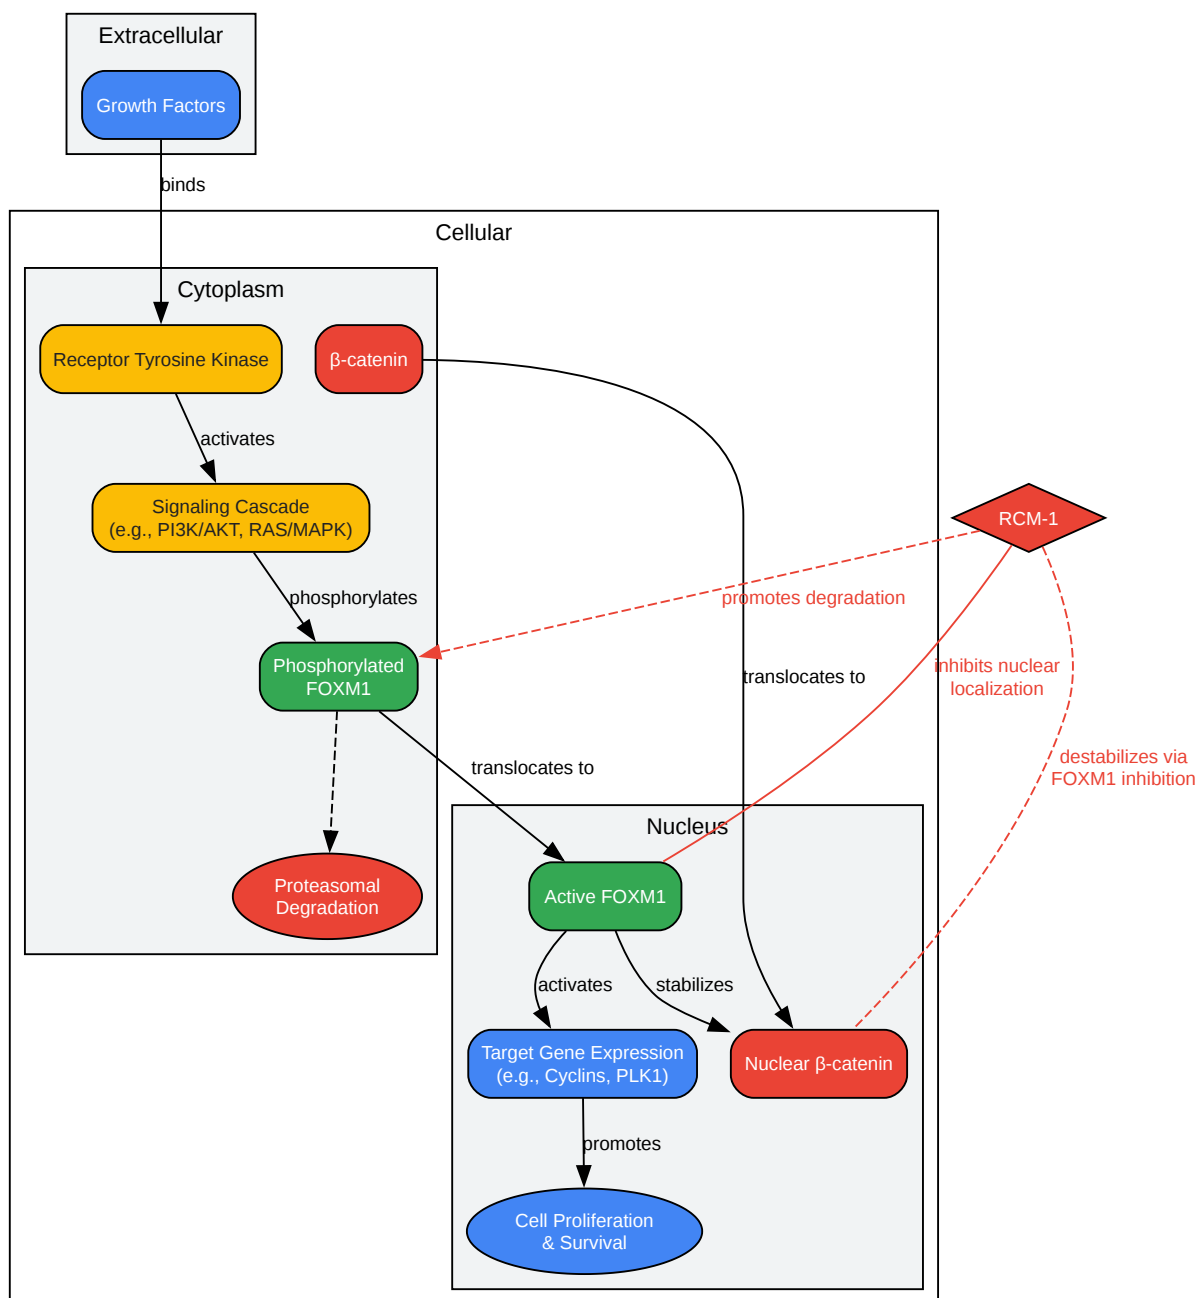 Extracellular
Growth Factors
binds
Cellular
Cytoplasm
Receptor Tyrosine Kinase
β-catenin
activates
Signaling Cascade
(e.g., PI3K/AKT, RAS/MAPK)
RCM-1
phosphorylates
promotes degradation
Phosphorylated
FOXM1
translocates to
inhibits nuclear
localization
translocates to
destabilizes via
FOXM1 inhibition
Nucleus
Proteasomal
Degradation
Active FOXM1
activates
stabilizes
Target Gene Expression
(e.g., Cyclins, PLK1)
Nuclear β-catenin
promotes
Cell Proliferation
& Survival